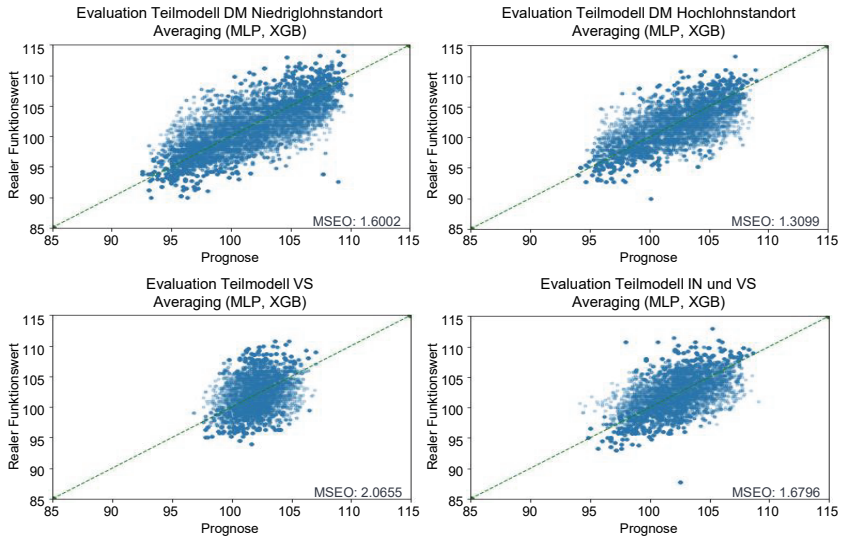 Evaluation Teilmodell DM Niedriglohnstandort
Averaging (MLP, XGB)
115
110
105
100
95
90
85
Realer Funktionswert
MSEO: 1.6002
85 90 95 100 105 110 115
Prognose
Evaluation Teilmodell DM Hochlohnstandort
Averaging (MLP, XGB)
115
110
105
100
95
90
85
Realer Funktionswert
MSEO: 1.3099
85 90 95 100 105 110 115
Prognose
Evaluation Teilmodell VS
Averaging (MLP, XGB)
115
110
105
100
95
90
85
Realer Funktionswert
MSEO: 2.0655
85 90 95 100 105 110 115
Prognose
Evaluation Teilmodell IN und VS
Averaging (MLP, XGB)
115
110
105
100
95
90
85
Realer Funktionswert
MSEO: 1.6796
85 90 95 100 105 110 115
Prognose